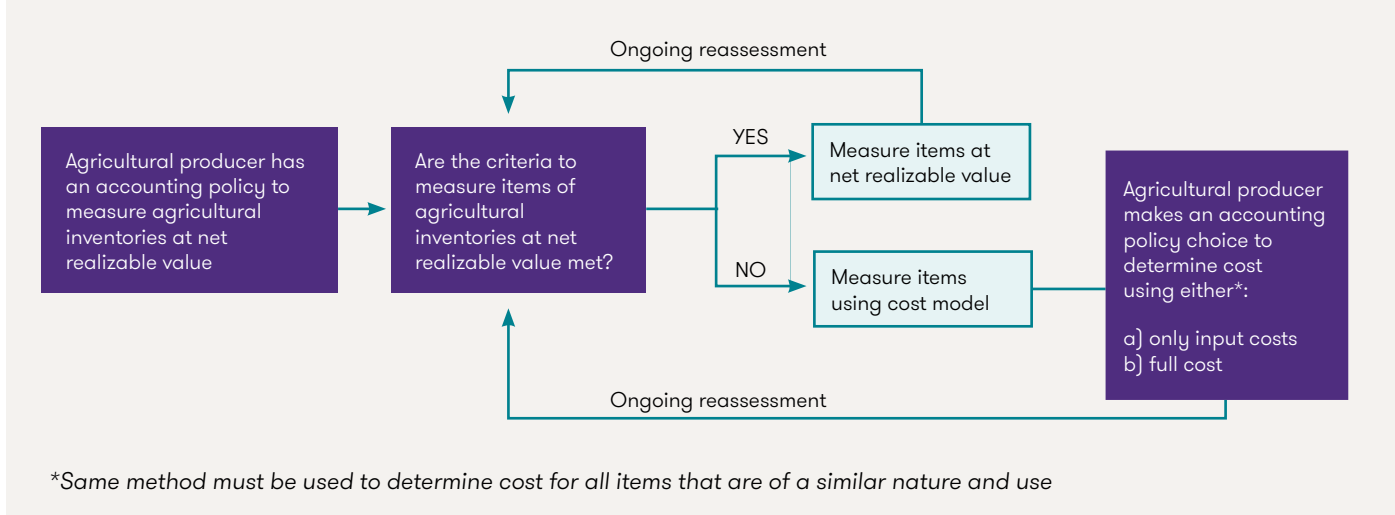 Ongoing reassessment
Agricultural producer has
an accounting policy to
measure agricultural
inventories at net
realizable value
Are the criteria to
measure items of
agricultural
inventories at net
realizable value met?
YES
NO
Measure items at
net realizable value
Measure items
using cost model
Agricultural producer
makes an accounting
policy choice to
determine cost
using either*:
a) only input costs
b) full cost
Ongoing reassessment
*Same method must be used to determine cost for all items that are of a similar nature and use